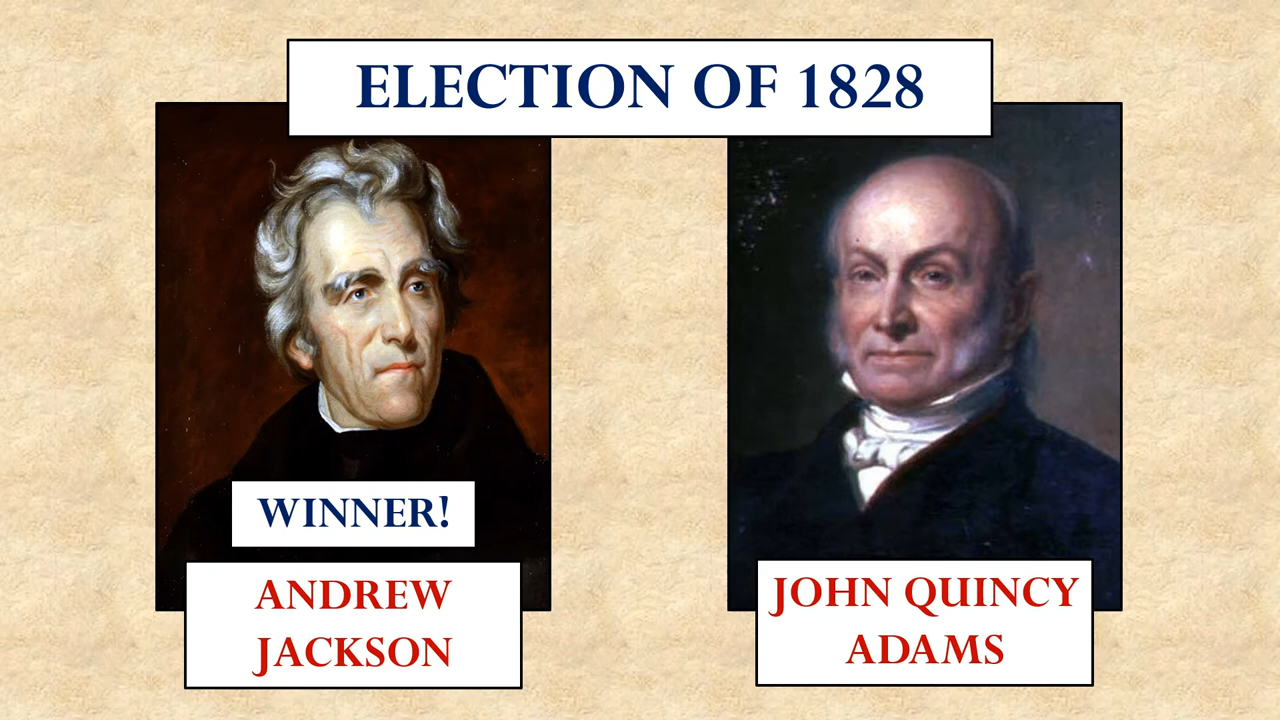 ELECTION OF 1828
WINNER!
ANDREW
JACKSON
JOHN QUINCY
ADAMS